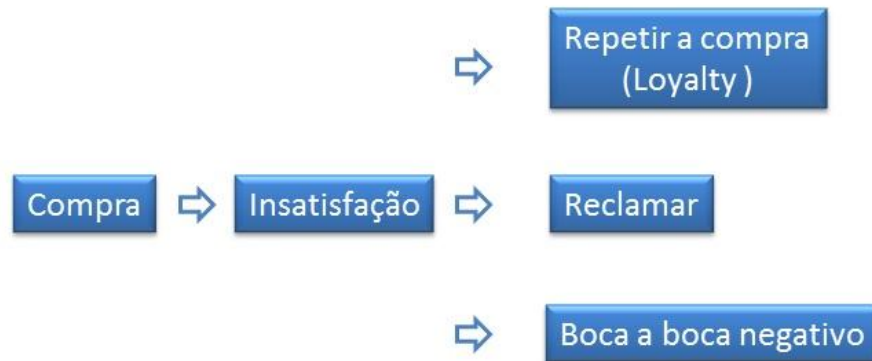 Repetir a compra
(Loyalty )
Compra
Insatisfação
Reclamar
Boca a boca negativo